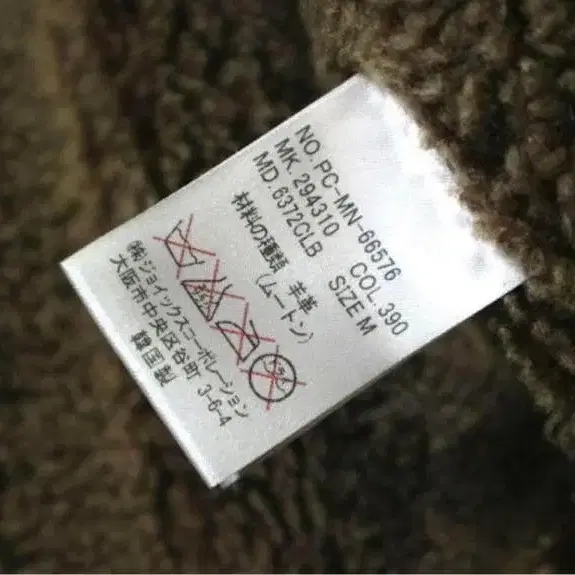 NO. PC-MN-66576
MK. 294310 COL. 390
MD. 6372CLB SIZE M
材料の種類 羊革
(ムートン)
㈱ジョイックスコーポレーション
大阪市中央区谷町 3-6-4
韓国製